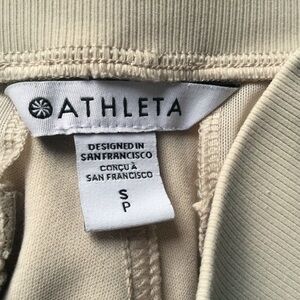 ATHLETA
DESIGNED IN
SAN FRANCISCO
CONÇU À
SAN FRANCISCO
S
P